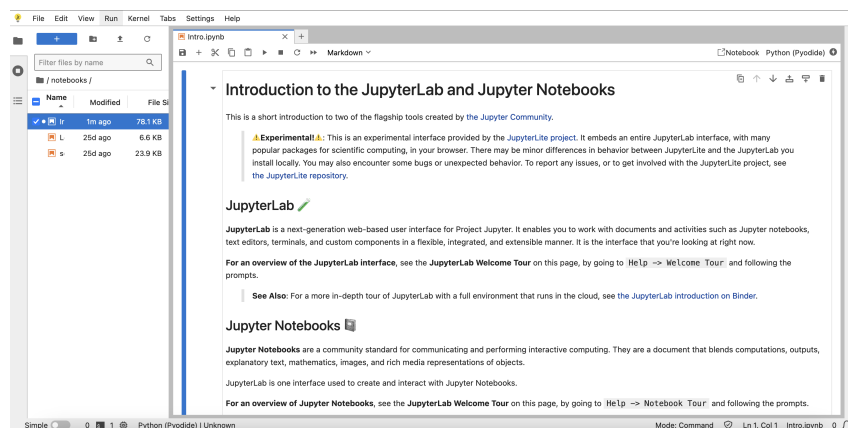 File Edit View Run Kernel Tabs Settings Help
Intro.ipynb
Markdown
Notebook Python (Pyodide)
Filter files by name
/ notebooks /
Name Modified File Si
Ir 1m ago 78.1 KB
L 25d ago 6.6 KB
s 25d ago 23.9 KB
Introduction to the JupyterLab and Jupyter Notebooks
This is a short introduction to two of the flagship tools created by the Jupyter Community.
⚠️Experimental!⚠️: This is an experimental interface provided by the JupyterLite project. It embeds an entire JupyterLab interface, with many
popular packages for scientific computing, in your browser. There may be minor differences in behavior between JupyterLite and the JupyterLab you
install locally. You may also encounter some bugs or unexpected behavior. To report any issues, or to get involved with the JupyterLite project, see
the JupyterLite repository.
JupyterLab 🧪
JupyterLab is a next-generation web-based user interface for Project Jupyter. It enables you to work with documents and activities such as Jupyter notebooks,
text editors, terminals, and custom components in a flexible, integrated, and extensible manner. It is the interface that you're looking at right now.
For an overview of the JupyterLab interface, see the JupyterLab Welcome Tour on this page, by going to Help -> Welcome Tour and following the
prompts.
See Also: For a more in-depth tour of JupyterLab with a full environment that runs in the cloud, see the JupyterLab introduction on Binder.
Jupyter Notebooks 📓
Jupyter Notebooks are a community standard for communicating and performing interactive computing. They are a document that blends computations, outputs,
explanatory text, mathematics, images, and rich media representations of objects.
JupyterLab is one interface used to create and interact with Jupyter Notebooks.
For an overview of Jupyter Notebooks, see the JupyterLab Welcome Tour on this page, by going to Help -> Notebook Tour and following the prompts.
Simple 0 1 Python (Pyodide) | Unknown Mode: Command Ln 1, Col 1 Intro.ipynb 0